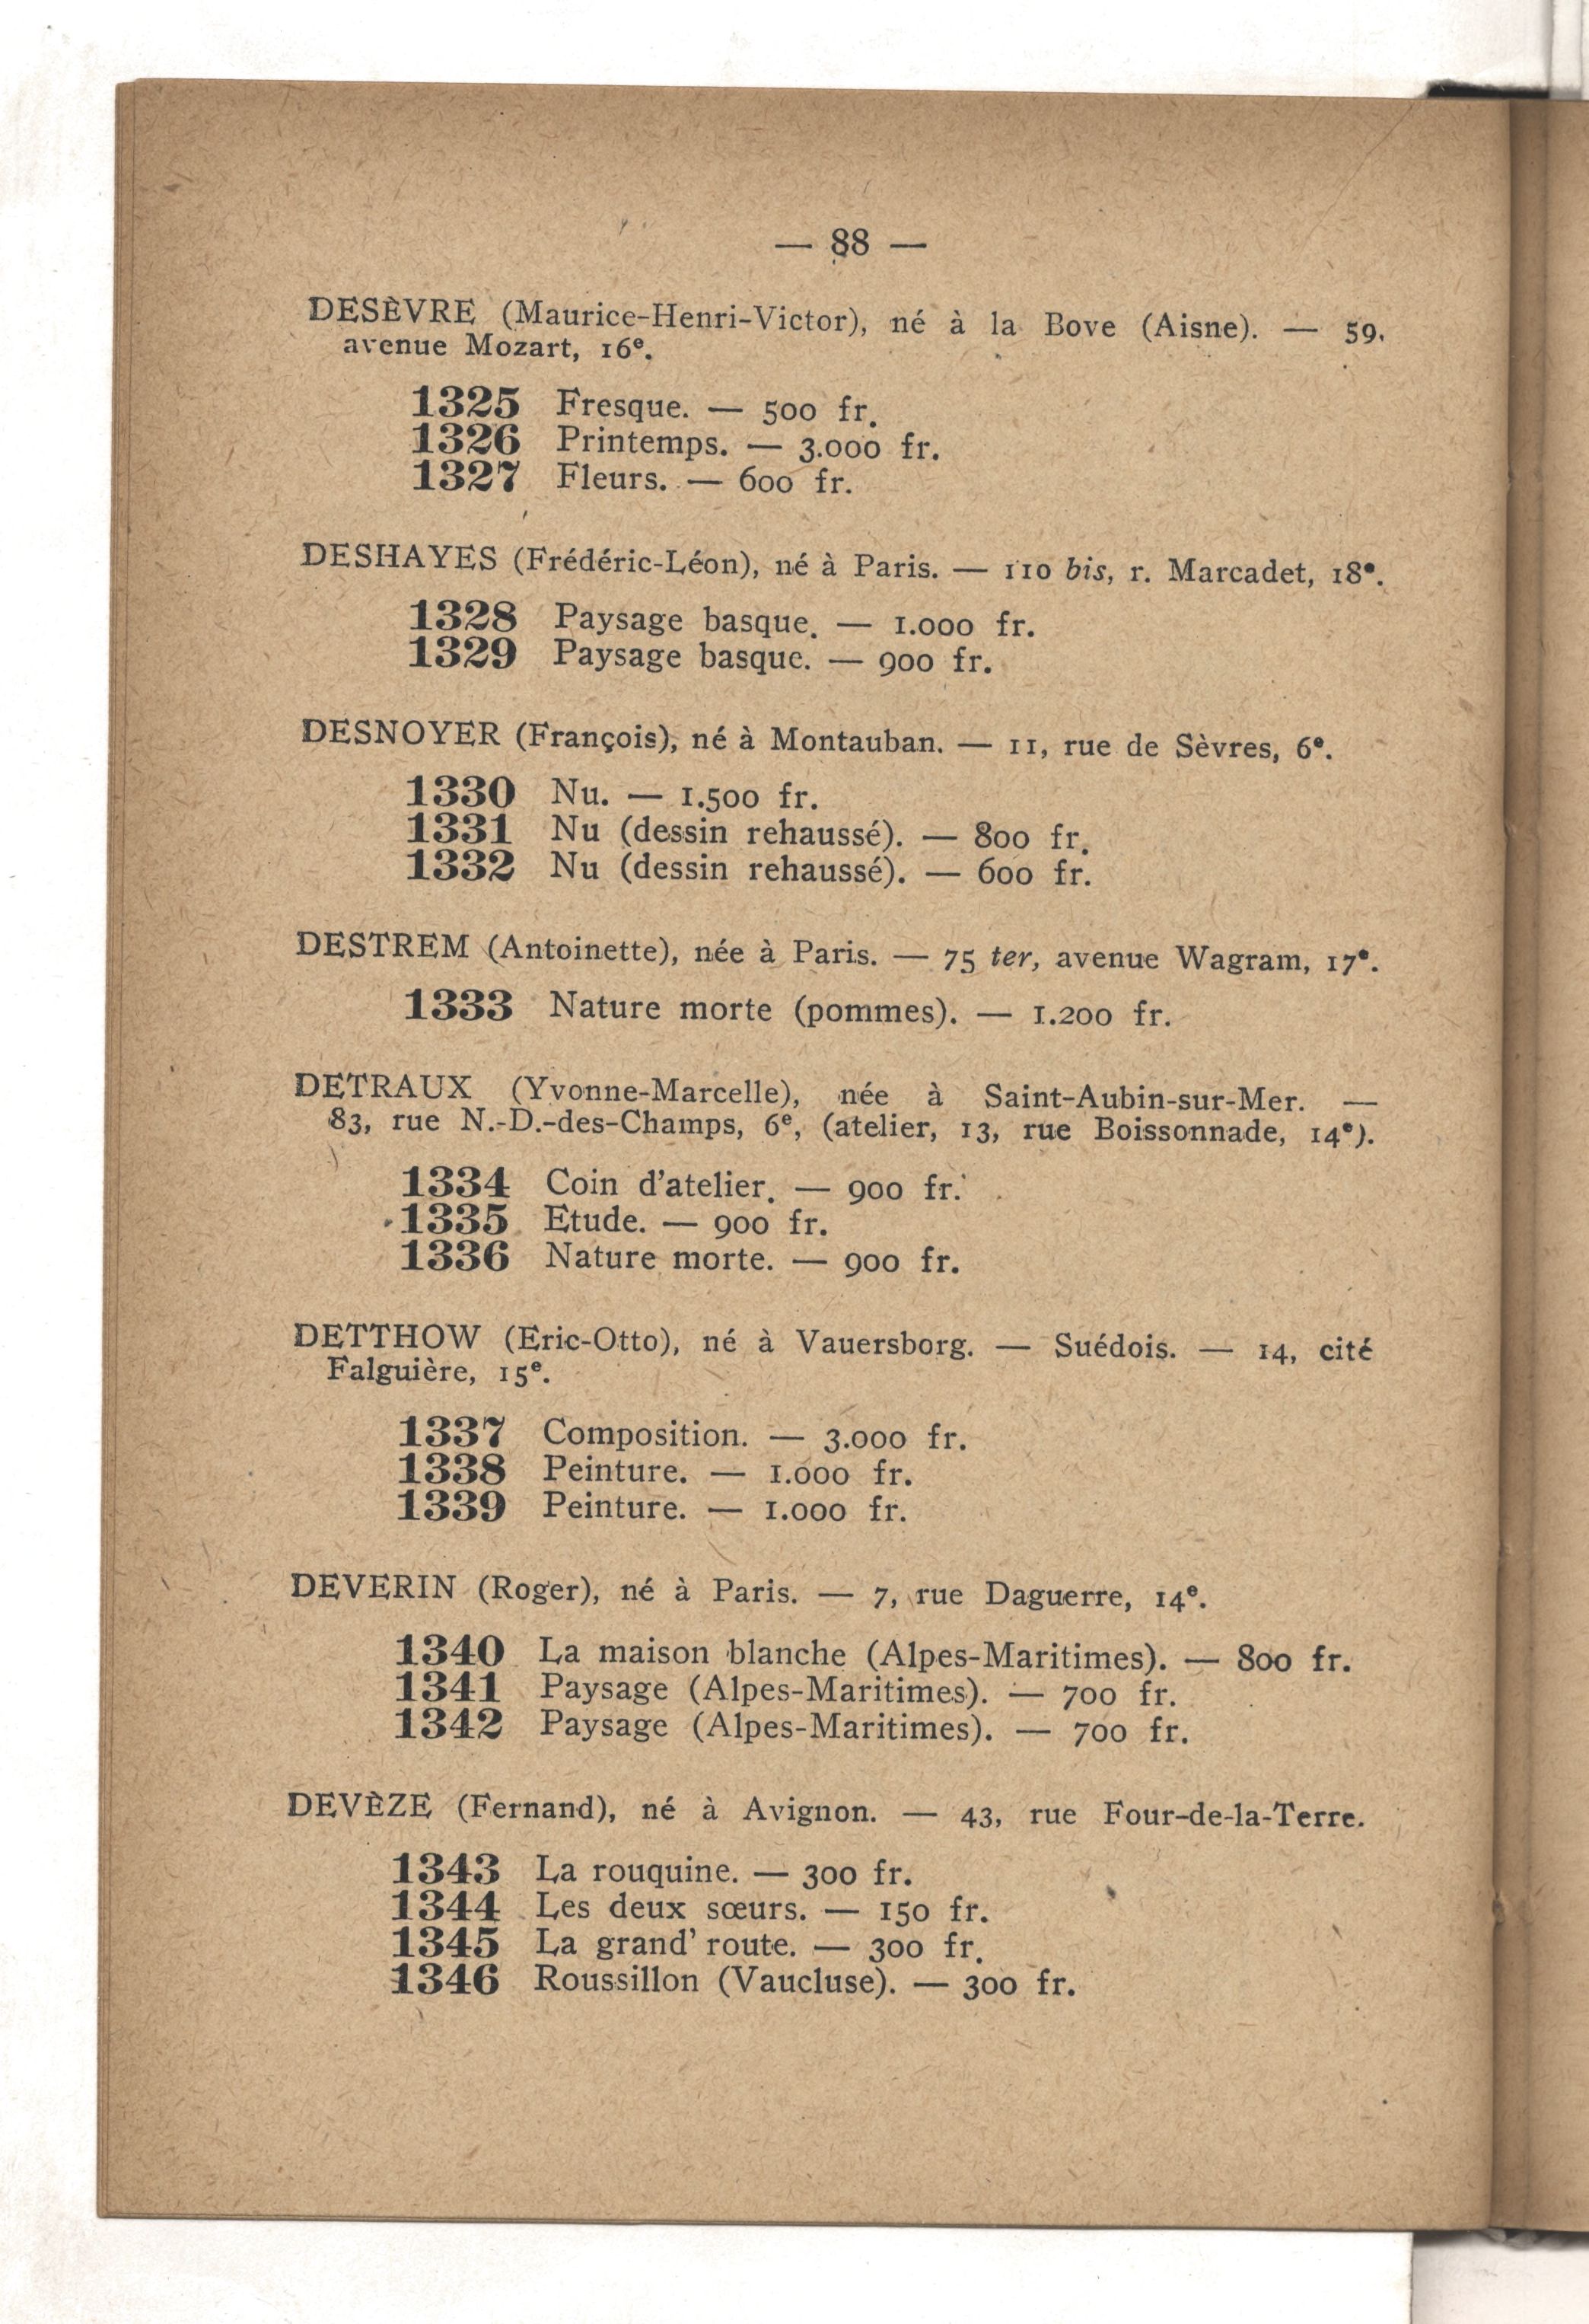 — 88 —
DESÈVRE (Maurice-Henri-Victor), né à la Bove (Aisne). — 59,
avenue Mozart, 16e.
1325 Fresque. — 500 fr.
1326 Printemps. — 3.000 fr.
1327 Fleurs. — 600 fr.
DESHAYES (Frédéric-Léon), né à Paris. — 110 bis, r. Marcadet, 18e.
1328 Paysage basque. — 1.000 fr.
1329 Paysage basque. — 900 fr.
DESNOYER (François), né à Montauban. — 11, rue de Sèvres, 6e.
1330 Nu. — 1.500 fr.
1331 Nu (dessin rehaussé). — 800 fr.
1332 Nu (dessin rehaussé). — 600 fr.
DESTREM (Antoinette), née à Paris. — 75 ter, avenue Wagram, 17e.
1333 Nature morte (pommes). — 1.200 fr.
DETRAUX (Yvonne-Marcelle), née à Saint-Aubin-sur-Mer. —
83, rue N.-D.-des-Champs, 6e, (atelier, 13, rue Boissonnade, 14e).
1334 Coin d'atelier. — 900 fr.
1335 Etude. — 900 fr.
1336 Nature morte. — 900 fr.
DETTHOW (Eric-Otto), né à Vauersborg. — Suédois. — 14, cité
Falguière, 15e.
1337 Composition. — 3.000 fr.
1338 Peinture. — 1.000 fr.
1339 Peinture. — 1.000 fr.
DEVERIN (Roger), né à Paris. — 7, rue Daguerre, 14e.
1340 La maison blanche (Alpes-Maritimes). — 800 fr.
1341 Paysage (Alpes-Maritimes). — 700 fr.
1342 Paysage (Alpes-Maritimes). — 700 fr.
DEVÈZE (Fernand), né à Avignon. — 43, rue Four-de-la-Terre.
1343 La rouquine. — 300 fr.
1344 Les deux sœurs. — 150 fr.
1345 La grand' route. — 300 fr.
1346 Roussillon (Vaucluse). — 300 fr.